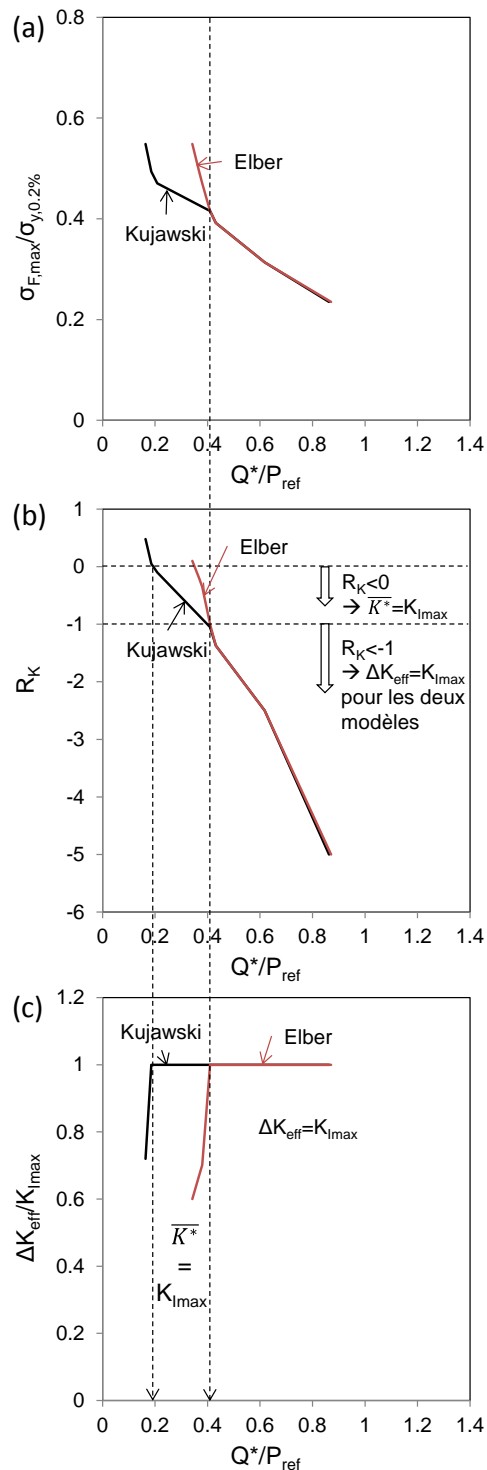 (a)
0.8
0.6
0.4
0.2
0
σF,max/σy,0.2%
Elber
Kujawski
0 0.2 0.4 0.6 0.8 1 1.2 1.4
Q*/Pref
(b)
1
0
-1
-2
-3
-4
-5
-6
RK
Elber
Kujawski
RK<0
→ K̅*̅=KImax
RK<-1
→ ΔKeff=KImax
pour les deux
modèles
0 0.2 0.4 0.6 0.8 1 1.2 1.4
Q*/Pref
(c)
1.2
1
0.8
0.6
0.4
0.2
0
ΔKeff/KImax
Kujawski
Elber
ΔKeff=KImax
K̅*̅
=
KImax
0 0.2 0.4 0.6 0.8 1 1.2 1.4
Q*/Pref